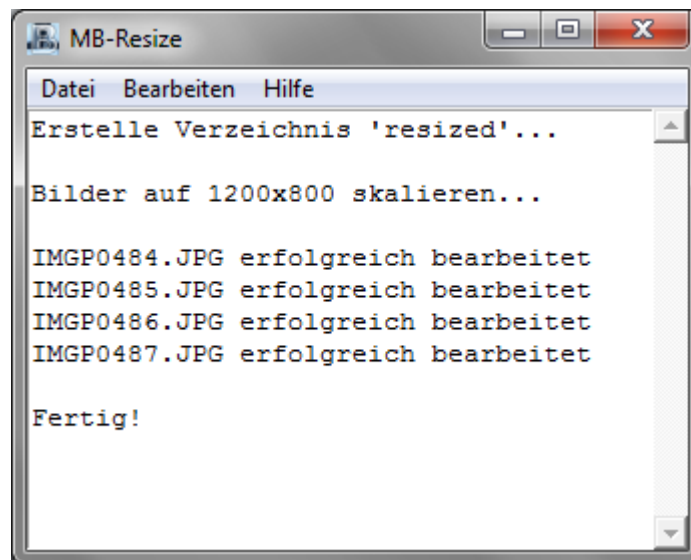 MB-Resize
Datei Bearbeiten Hilfe
Erstelle Verzeichnis 'resized'...
Bilder auf 1200x800 skalieren...
IMGP0484.JPG erfolgreich bearbeitet
IMGP0485.JPG erfolgreich bearbeitet
IMGP0486.JPG erfolgreich bearbeitet
IMGP0487.JPG erfolgreich bearbeitet
Fertig!